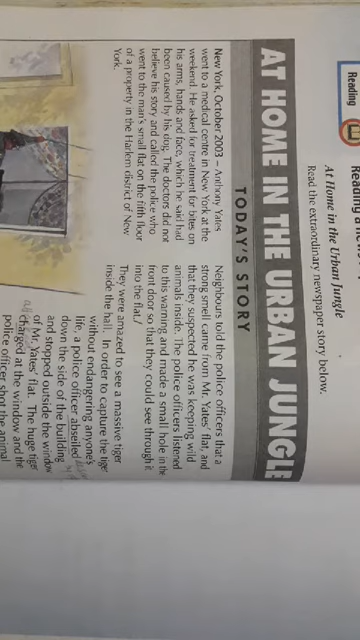 Reading
Reading a
At Home in the Urban Jungle
Read the extraordinary newspaper story below.
AT HOME IN THE URBAN JUNGLE
TODAY'S STORY
New York, October 2003 – Anthony Yates
went to a medical centre in New York at the
weekend. He asked for treatment for bites on
his arms, hands and face, which he said had
been caused by his dog. The doctors did not
believe his story and called the police who
went to the man's small flat on the fifth floor
of a property in the Harlem district of New
York.
Neighbours told the police officers that a
strong smell came from Mr. Yates' flat, and
that they suspected he was keeping wild
animals inside. The police officers listened
to this warning and made a small hole in the
front door so that they could see through it
into the flat.
They were amazed to see a massive tiger
inside the hall. In order to capture the tiger
without endangering anyone's
life, a police officer abseiled
down the side of the building
and stopped outside the window
of Mr. Yates' flat. The huge tiger
charged at the window and the
police officer shot the animal